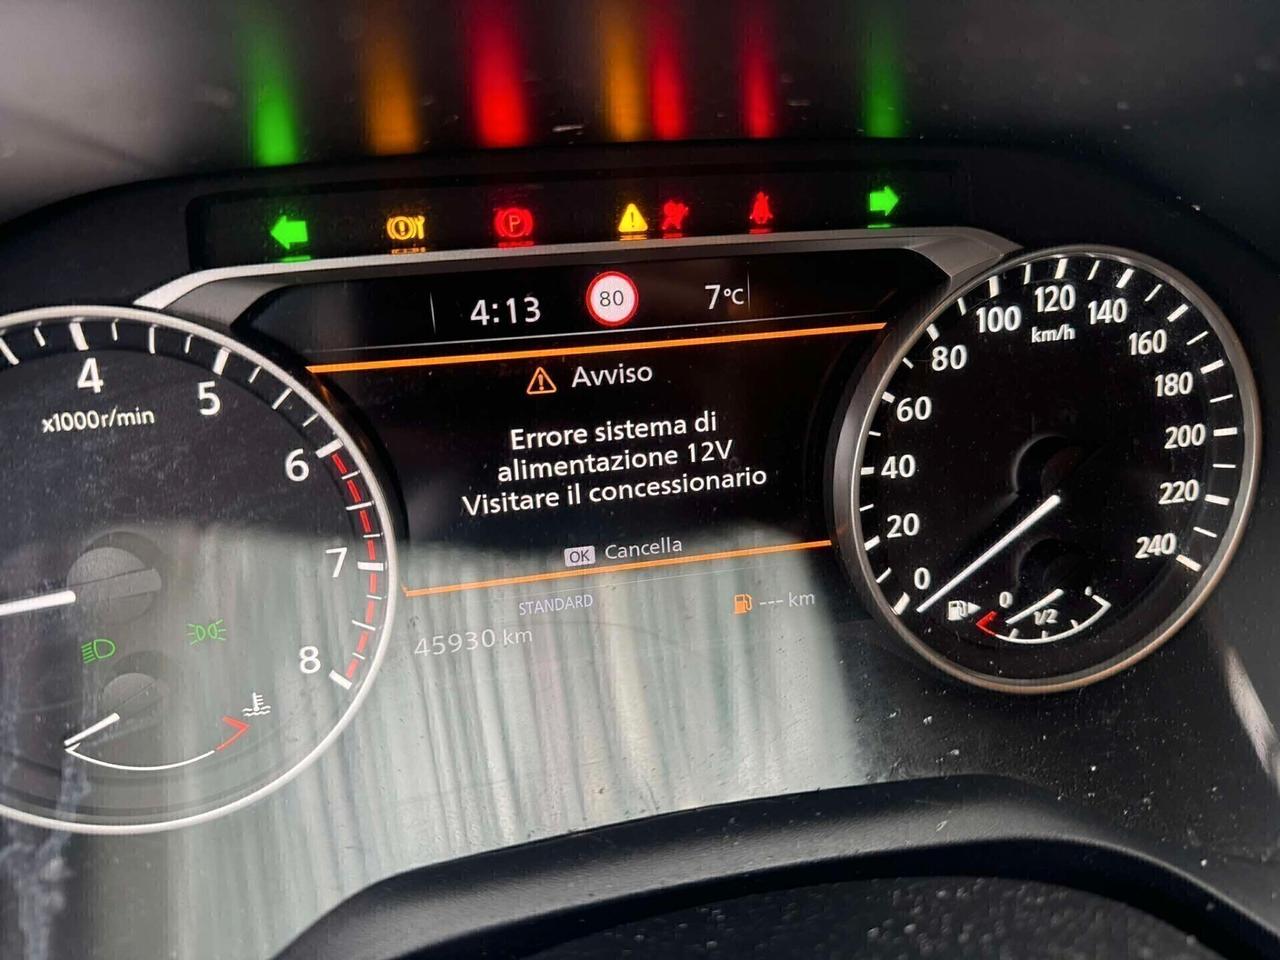 P
4:13
80
7°C
Avviso
Errore sistema di
alimentazione 12V
Visitare il concessionario
OK Cancella
STANDARD
--- km
45930 km
4
5
6
7
8
x1000r/min
0
20
40
60
80
100
120
140
160
180
200
220
240
km/h
0
1/2